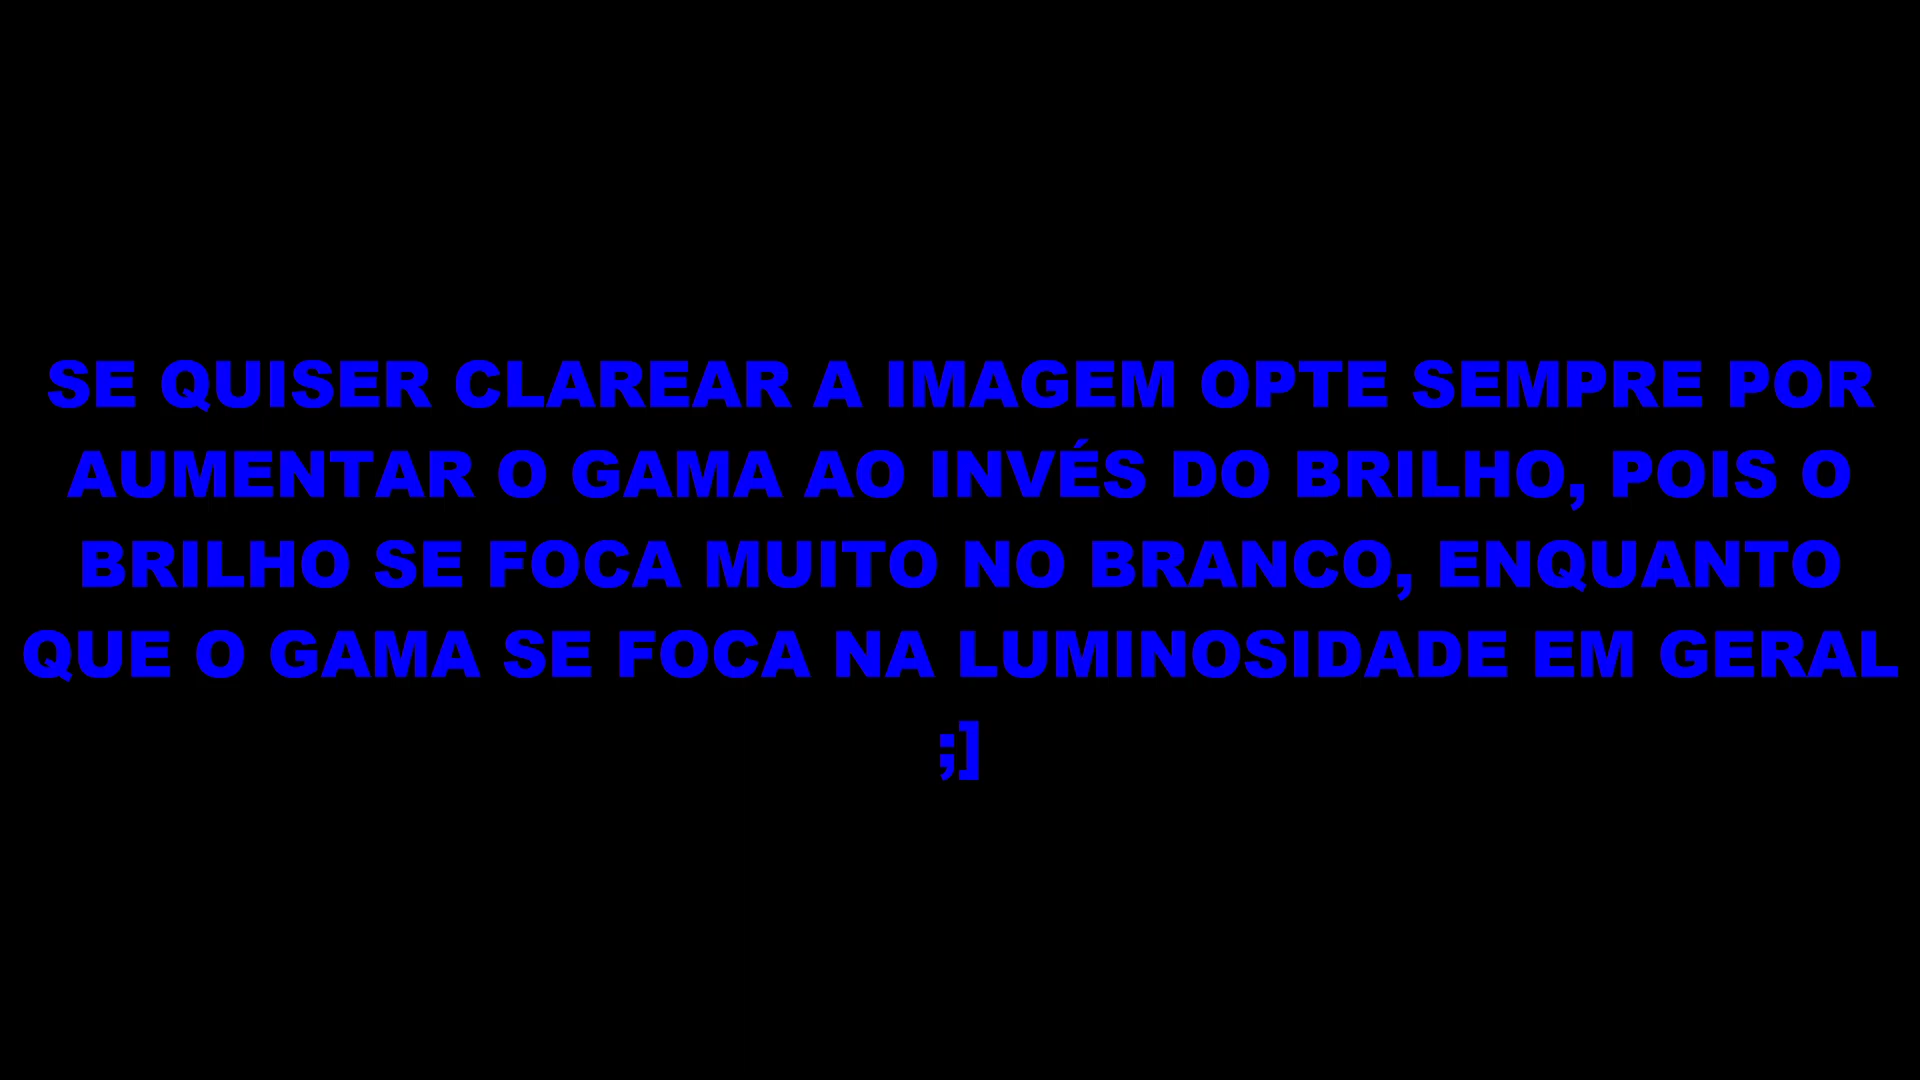 SE QUISER CLAREAR A IMAGEM OPTE SEMPRE POR
AUMENTAR O GAMA AO INVÉS DO BRILHO, POIS O
BRILHO SE FOCA MUITO NO BRANCO, ENQUANTO
QUE O GAMA SE FOCA NA LUMINOSIDADE EM GERAL
;]